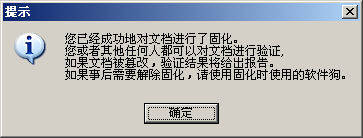 提示
您已经成功地对文档进行了固化。
您或者其他任何人都可以对文档进行验证,
如果文档被篡改，验证结果将给出报告。
如果事后需要解除固化，请使用固化时使用的软件狗。
确定